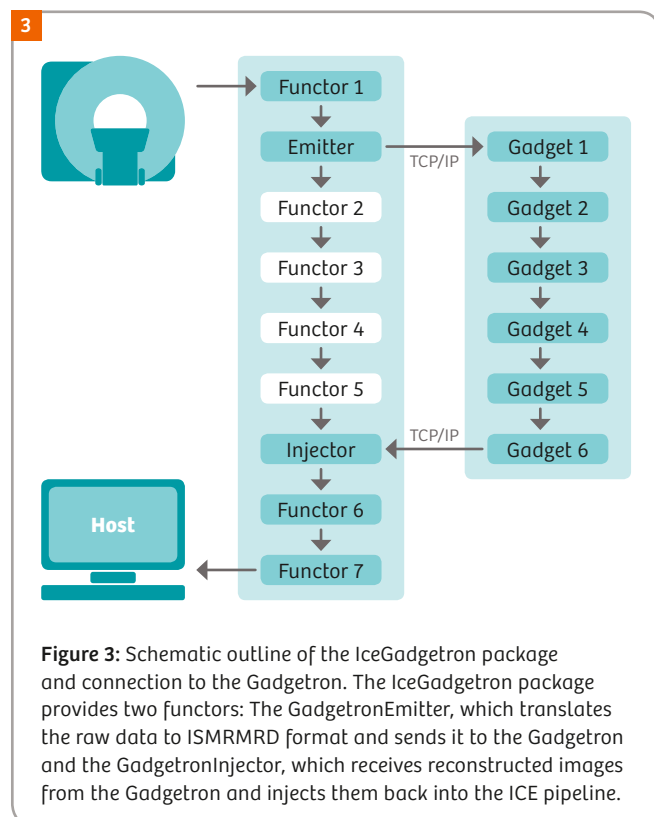 3
Functor 1
Emitter
TCP/IP
Gadget 1
Functor 2
Gadget 2
Functor 3
Gadget 3
Functor 4
Gadget 4
Functor 5
Gadget 5
TCP/IP
Injector
Gadget 6
Host
Functor 6
Functor 7
Figure 3: Schematic outline of the IceGadgetron package
and connection to the Gadgetron. The IceGadgetron package
provides two functors: The GadgetronEmitter, which translates
the raw data to ISMRMRD format and sends it to the Gadgetron
and the GadgetronInjector, which receives reconstructed images
from the Gadgetron and injects them back into the ICE pipeline.